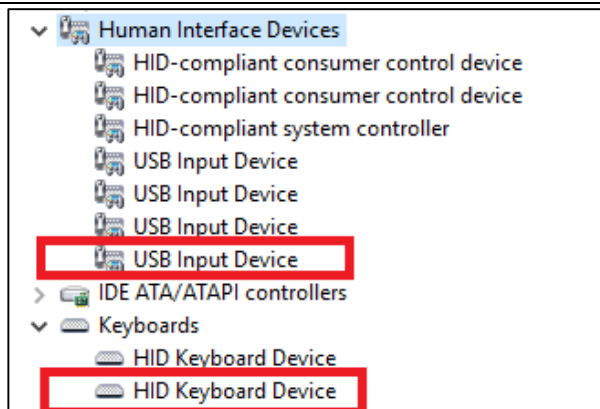 Human Interface Devices
HID-compliant consumer control device
HID-compliant consumer control device
HID-compliant system controller
USB Input Device
USB Input Device
USB Input Device
USB Input Device
IDE ATA/ATAPI controllers
Keyboards
HID Keyboard Device
HID Keyboard Device